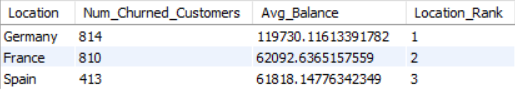 Location Num_Churned_Customers Avg_Balance Location_Rank
Germany 814 119730.11613391782 1
France 810 62092.6365157559 2
Spain 413 61818.14776342349 3